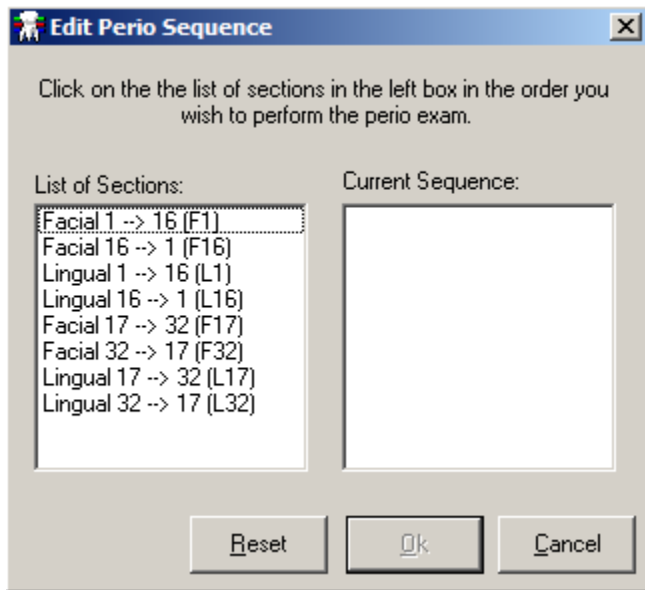 Edit Perio Sequence
Click on the the list of sections in the left box in the order you
wish to perform the perio exam.
List of Sections:
Facial 1 --> 16 (F1)
Facial 16 --> 1 (F16)
Lingual 1 --> 16 (L1)
Lingual 16 --> 1 (L16)
Facial 17 --> 32 (F17)
Facial 32 --> 17 (F32)
Lingual 17 --> 32 (L17)
Lingual 32 --> 17 (L32)
Current Sequence:
Reset
Ok
Cancel